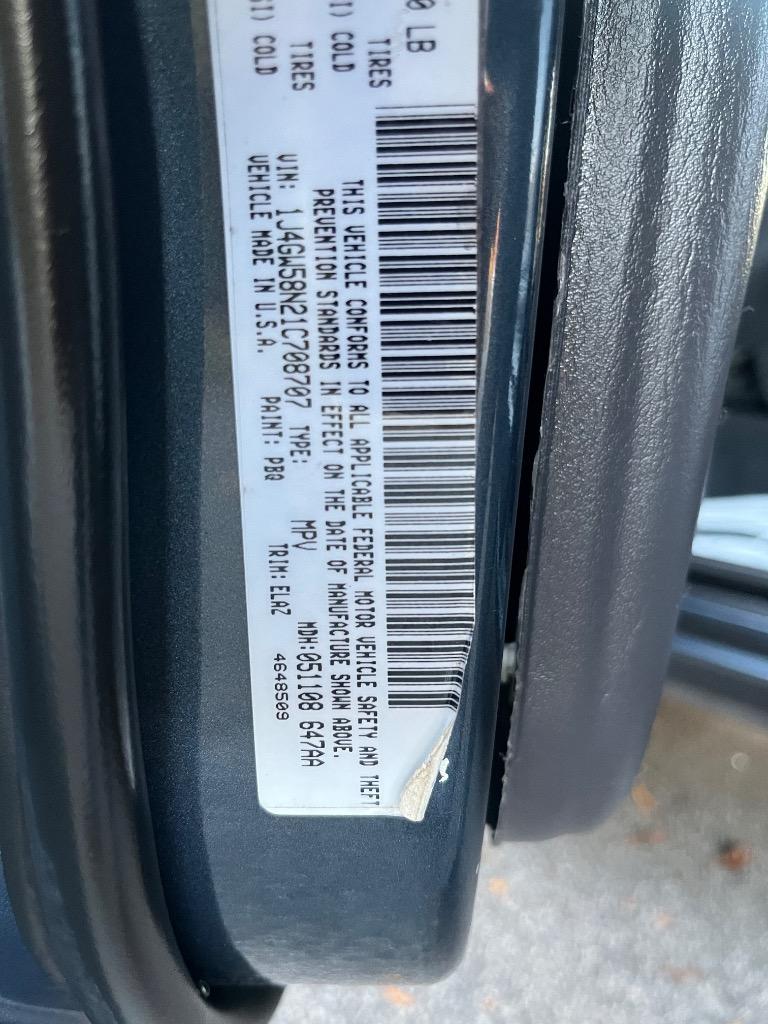 0 LB
TIRES
I) COLD
TIRES
SI) COLD
THIS VEHICLE CONFORMS TO ALL APPLICABLE FEDERAL MOTOR VEHICLE SAFETY AND THEFT
PREVENTION STANDARDS IN EFFECT ON THE DATE OF MANUFACTURE SHOWN ABOVE.
VIN: 1J4GW58N21C708707 TYPE: MPV MDH:051108 647AA
VEHICLE MADE IN U.S.A. PAINT: PBQ TRIM:ELAZ 4648509